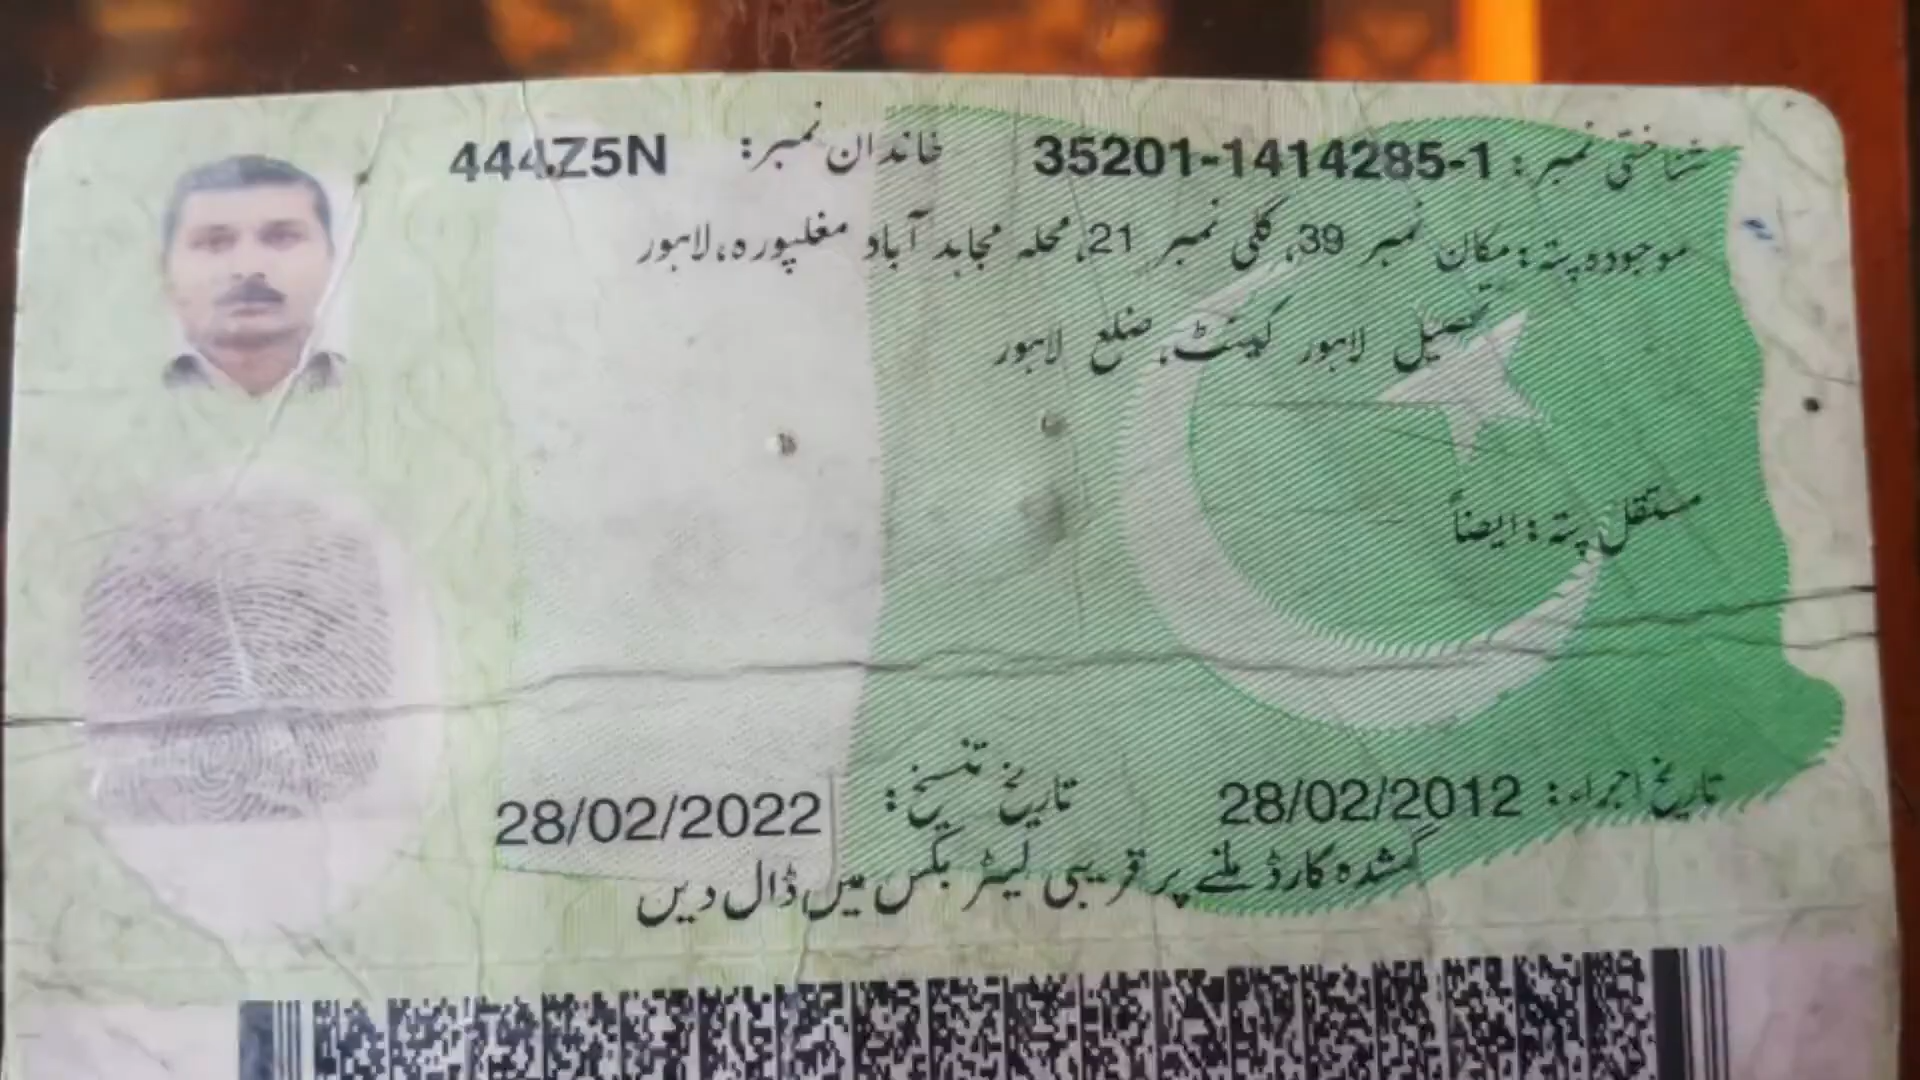 شناختی نمبر: 35201-1414285-1 خاندان نمبر: 444Z5N
موجودہ پتہ: مکان نمبر 39، گلی نمبر 21، محلہ مجاہد آباد مغلپورہ، لاہور
تحصیل لاہور کینٹ، ضلع لاہور
مستقل پتہ: ایضاً
تاریخ اجراء: 28/02/2012 تاریخ تنسیخ: 28/02/2022
گمشدہ کارڈ ملنے پر قریبی لیٹر بکس میں ڈال دیں